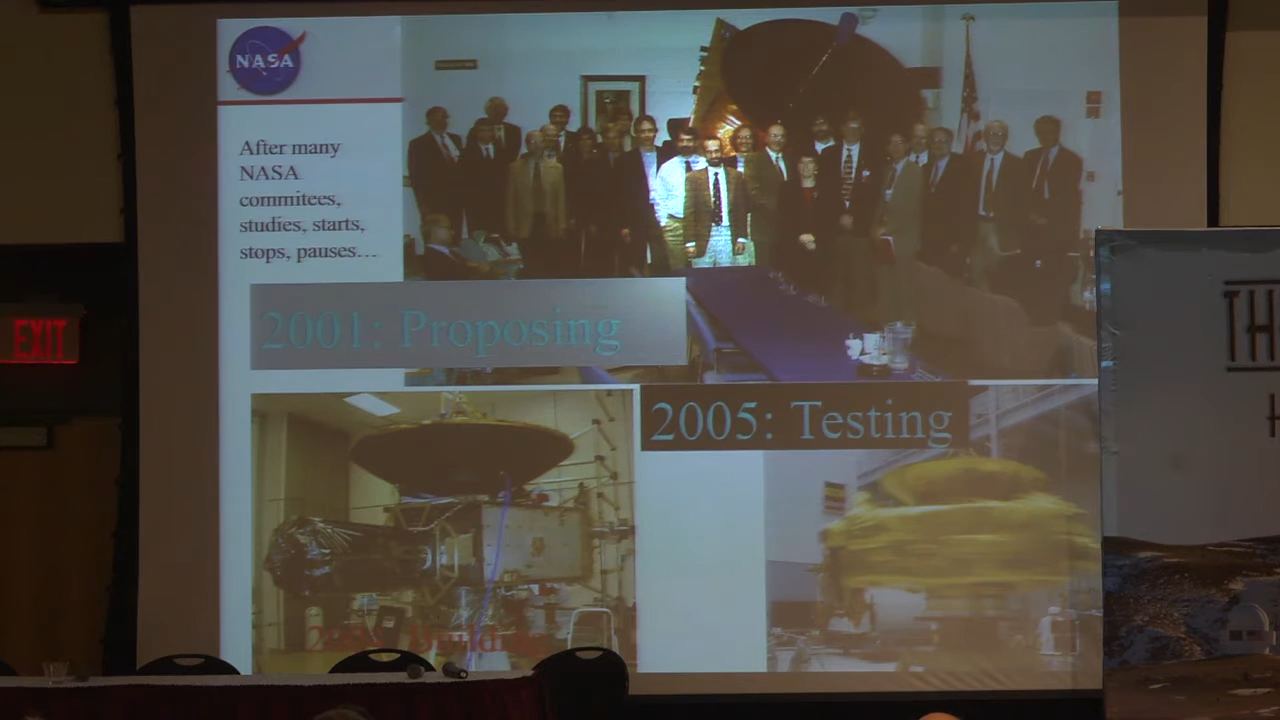 NASA
After many
NASA
commitees,
studies, starts,
stops, pauses…
2001: Proposing
2005: Testing
EXIT